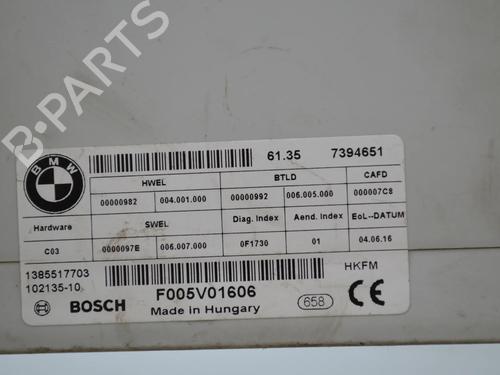 B-PARTS
BMW
61.35 7394651
HWEL BTLD CAFD
00000982 004.001.000 00000992 006.005.000 000007C8
Hardware SWEL Diag. Index Aend. Index EoL--DATUM
C03 0000097E 006.007.000 0F1730 01 04.06.16
1385517703
102135-10
HKFM
BOSCH F005V01606 658 CE
Made in Hungary